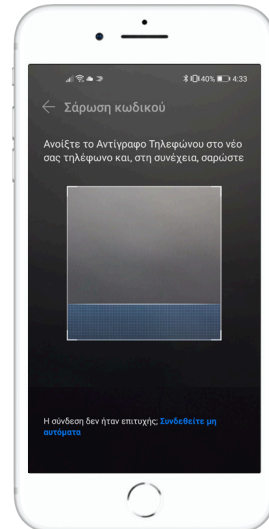 40% 4:33
Σάρωση κωδικού
Ανοίξτε το Αντίγραφο Τηλεφώνου στο νέο
σας τηλέφωνο και, στη συνέχεια, σαρώστε
Η σύνδεση δεν ήταν επιτυχής; Συνδεθείτε μη
αυτόματα